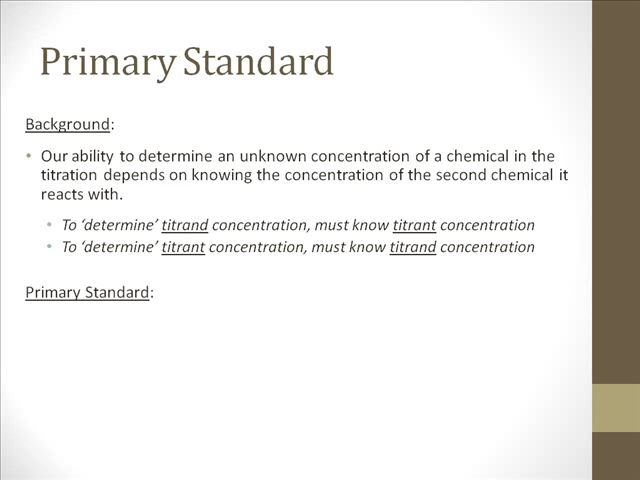 Primary Standard
Background:
• Our ability to determine an unknown concentration of a chemical in the
titration depends on knowing the concentration of the second chemical it
reacts with.
• To ‘determine’ titrand concentration, must know titrant concentration
• To ‘determine’ titrant concentration, must know titrand concentration
Primary Standard: